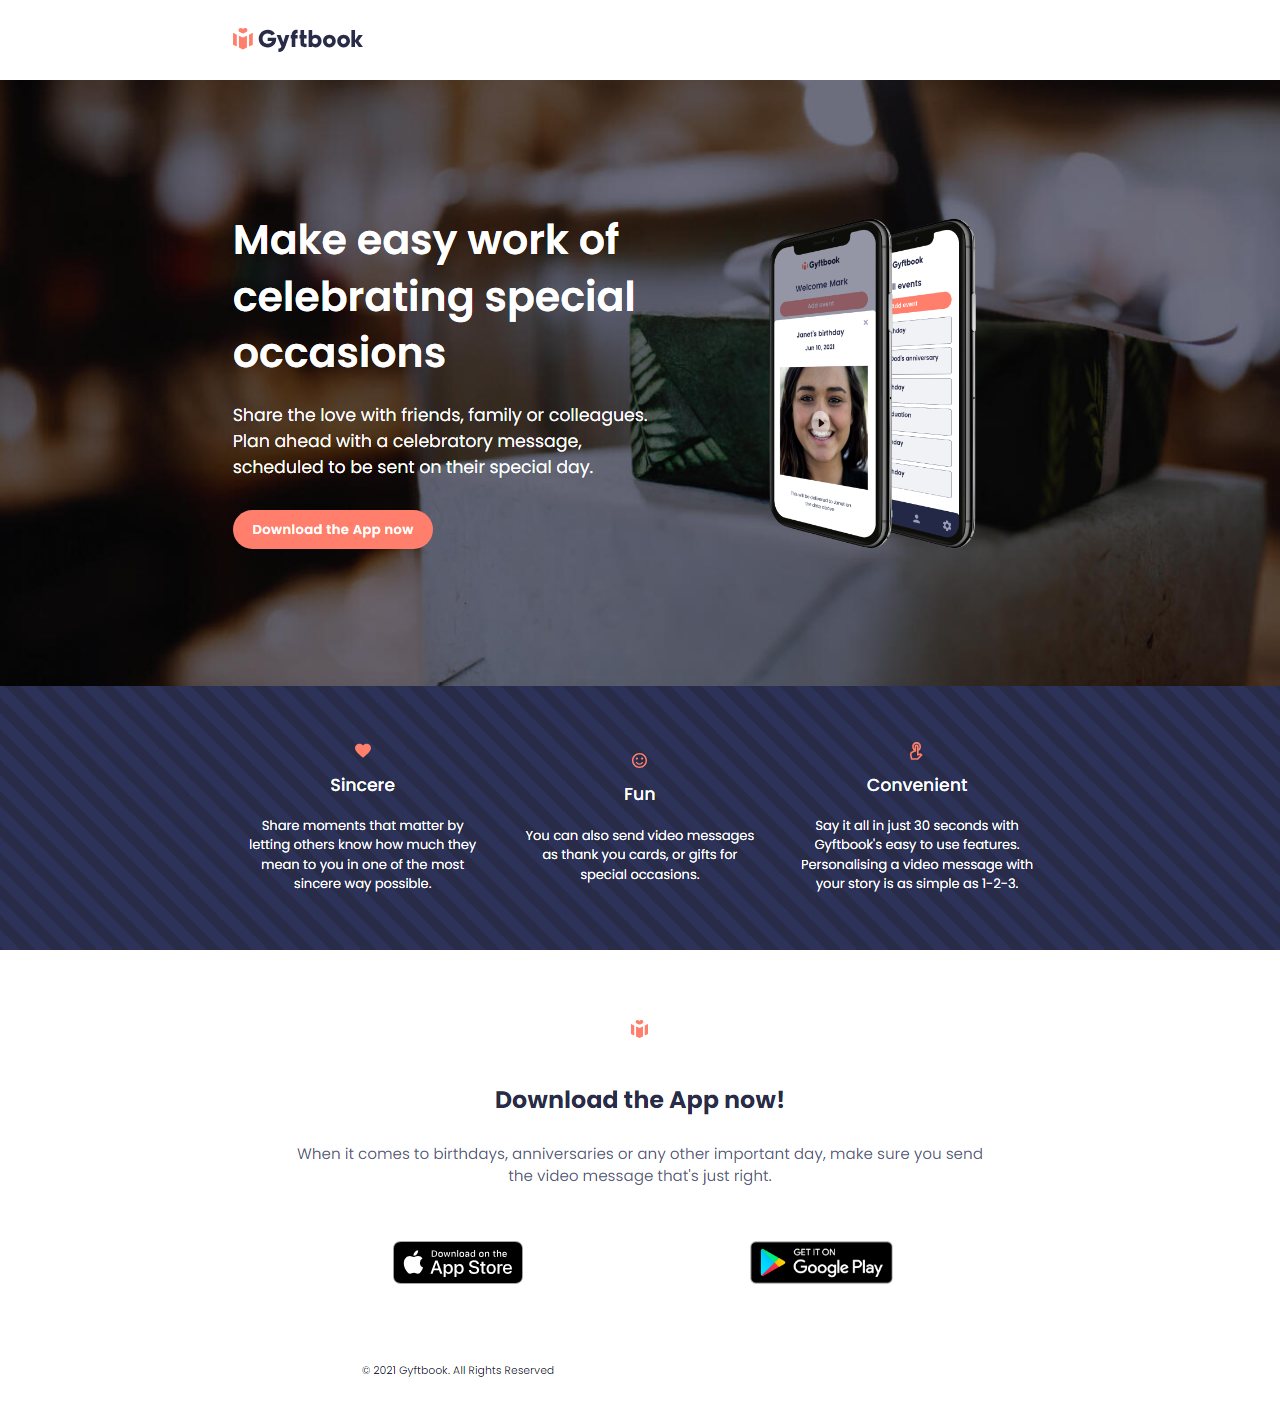 Gyftbook
Make easy work of
celebrating special
occasions
Share the love with friends, family or colleagues.
Plan ahead with a celebratory message,
scheduled to be sent on their special day.
Download the App now
Gyftbook
Welcome Mark
Add event
x
Janet's birthday
Jun 10, 2021
This will be delivered to Janet on
the date above
Gyftbook
events
Add event
dad's anniversary
Sincere
Share moments that matter by
letting others know how much they
mean to you in one of the most
sincere way possible.
Fun
You can also send video messages
as thank you cards, or gifts for
special occasions.
Convenient
Say it all in just 30 seconds with
Gyftbook's easy to use features.
Personalising a video message with
your story is as simple as 1-2-3.
Download the App now!
When it comes to birthdays, anniversaries or any other important day, make sure you send
the video message that's just right.
Download on the
App Store
GET IT ON
Google Play
© 2021 Gyftbook. All Rights Reserved